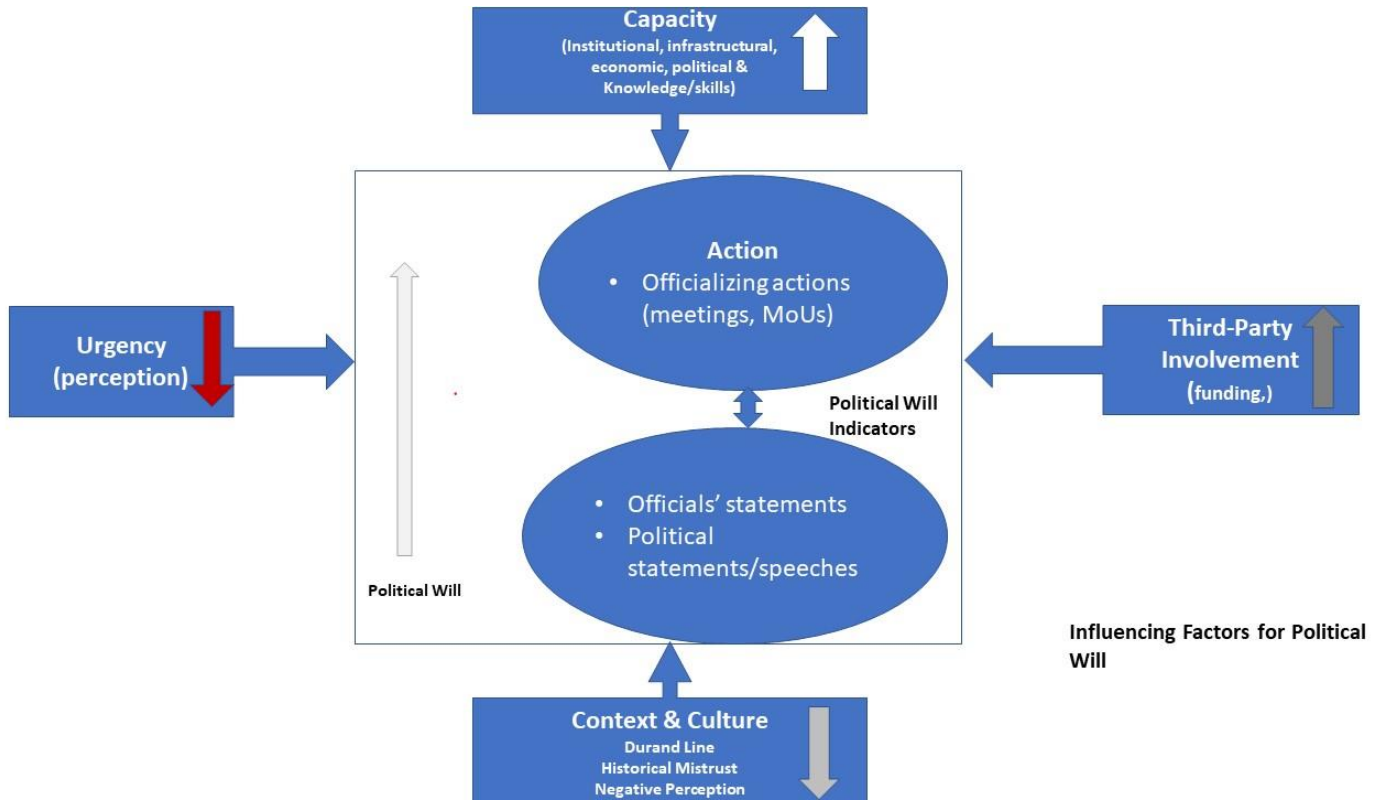 Capacity
(Institutional, infrastructural,
economic, political &
Knowledge/skills)
Action
• Officializing actions
(meetings, MoUs)
Urgency
(perception)
Third-Party
Involvement
(funding,)
Political Will
Indicators
• Officials’ statements
• Political
statements/speeches
Political Will
Influencing Factors for Political
Will
Context & Culture
Durand Line
Historical Mistrust
Negative Perception